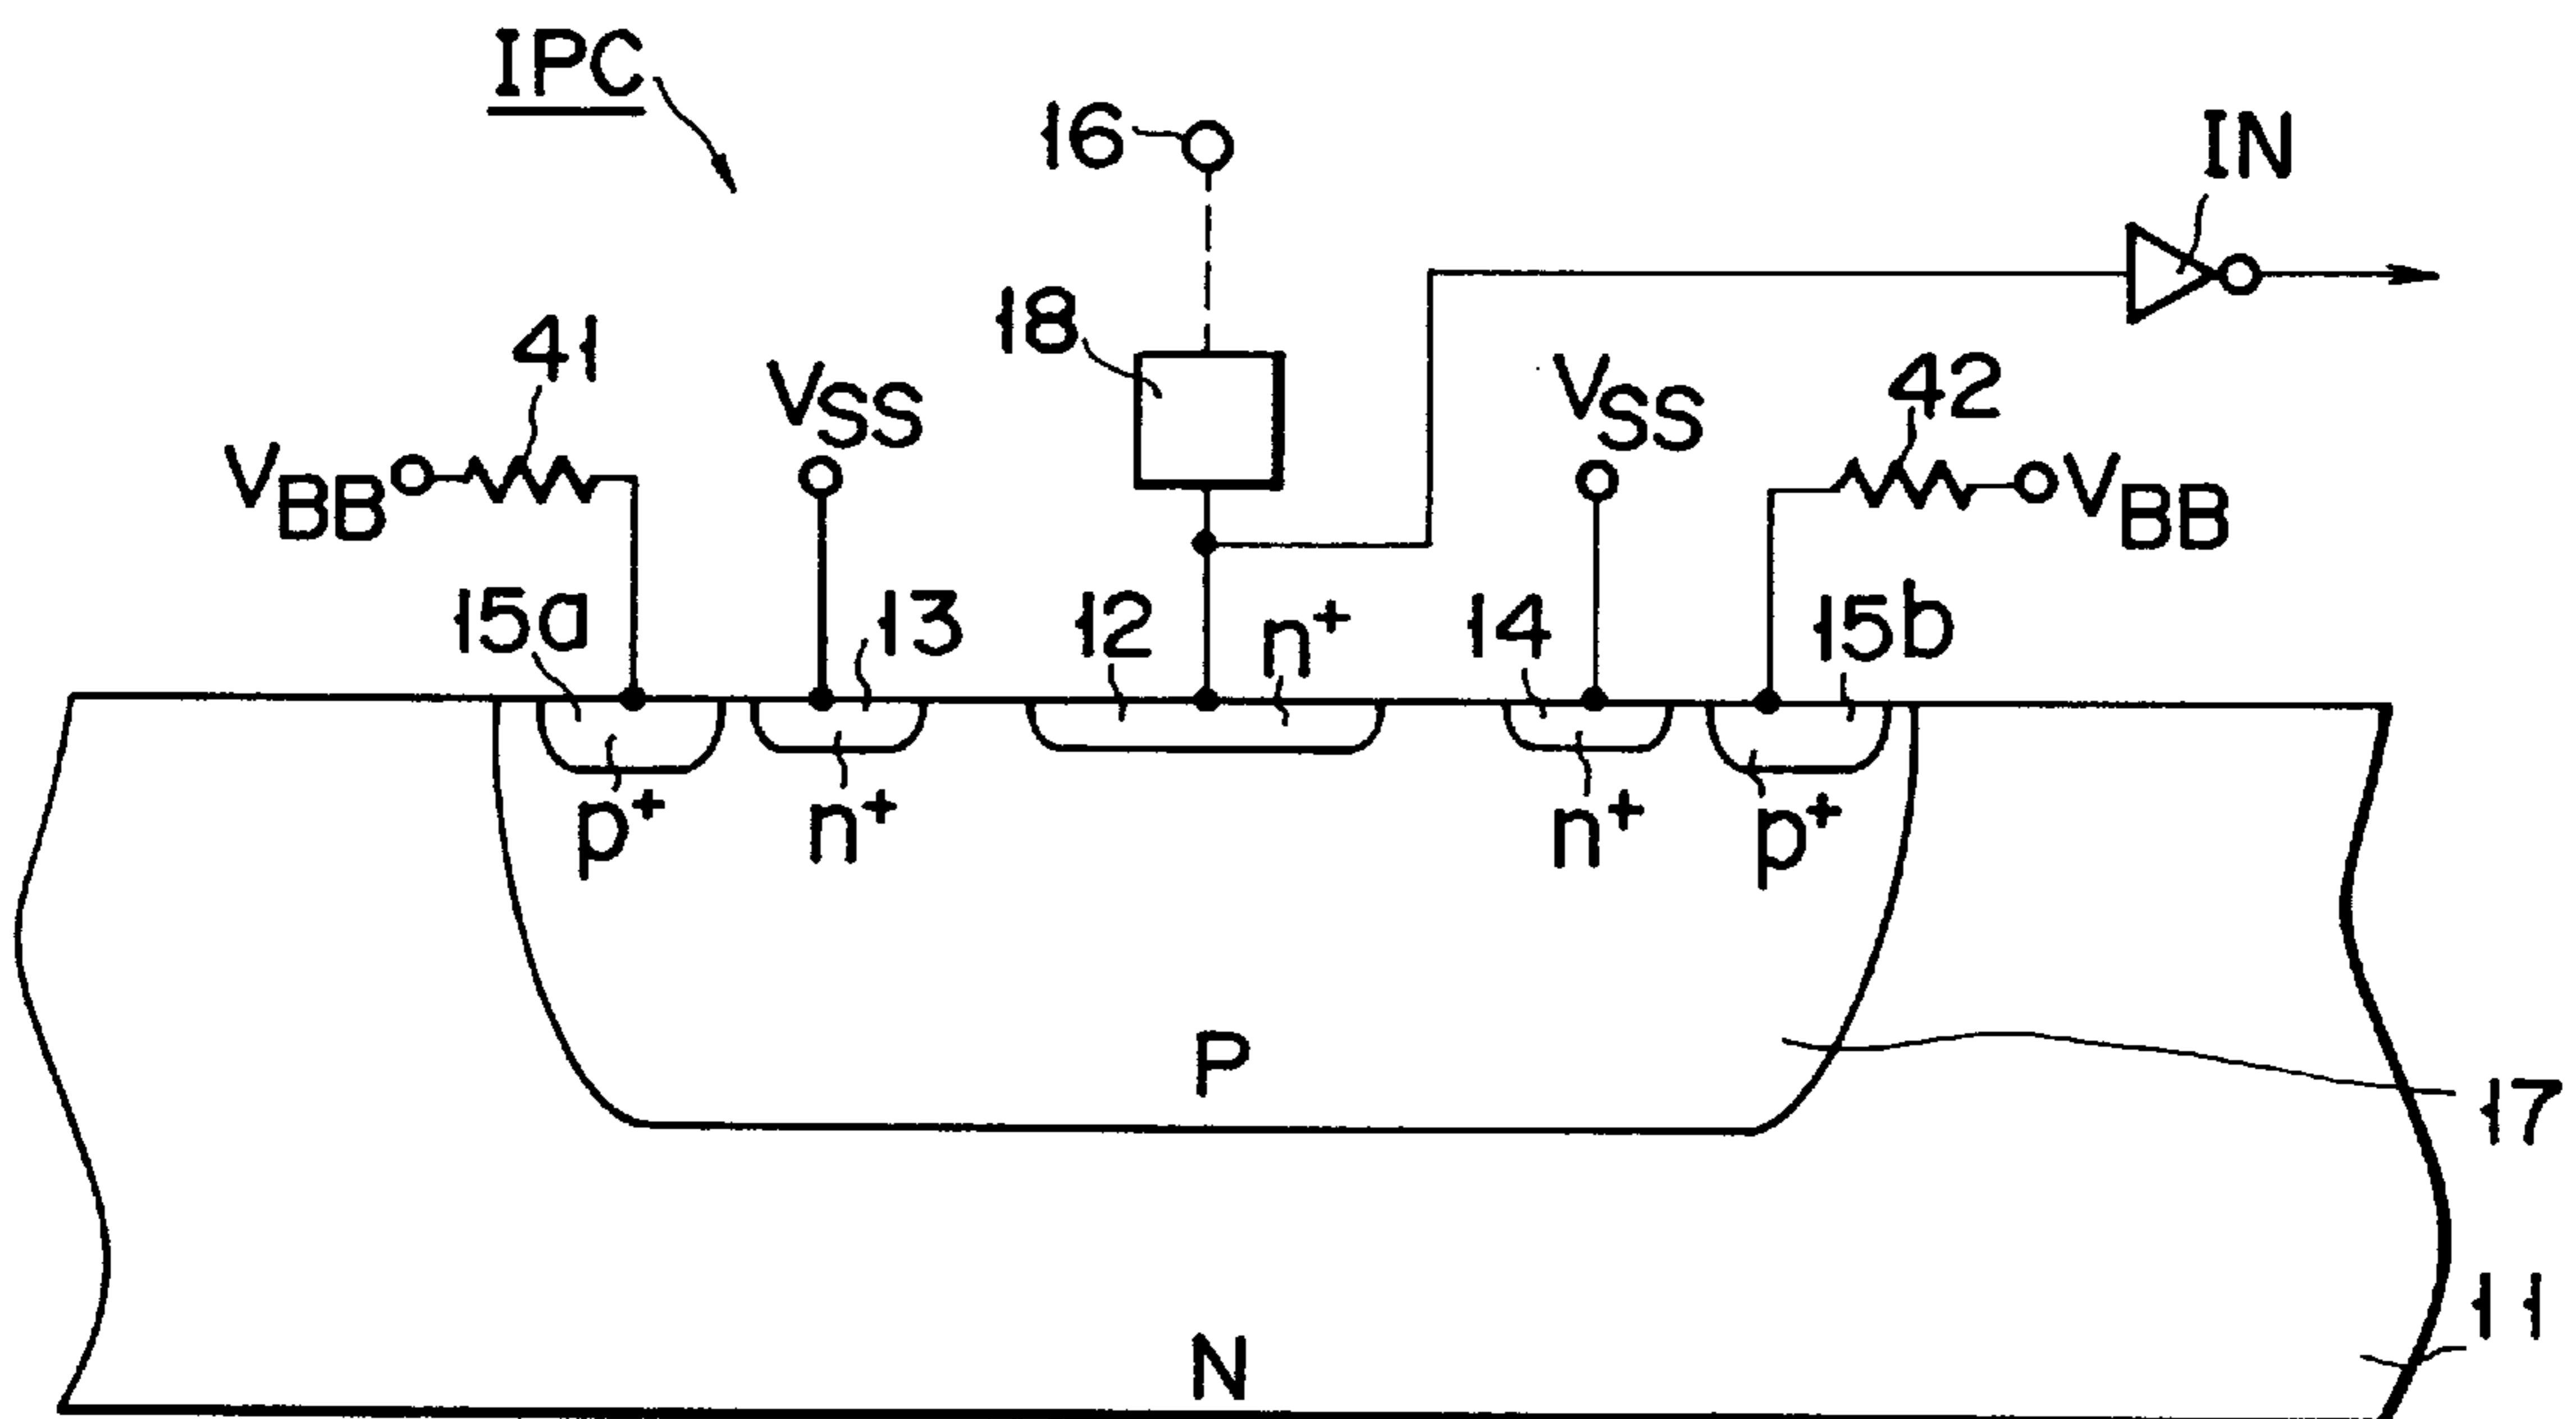 IPC
16
IN
18
41
VSS
VSS
42
VBB
VBB
15a
13
12
n+
14
15b
p+
n+
n+
p+
P
17
11
N